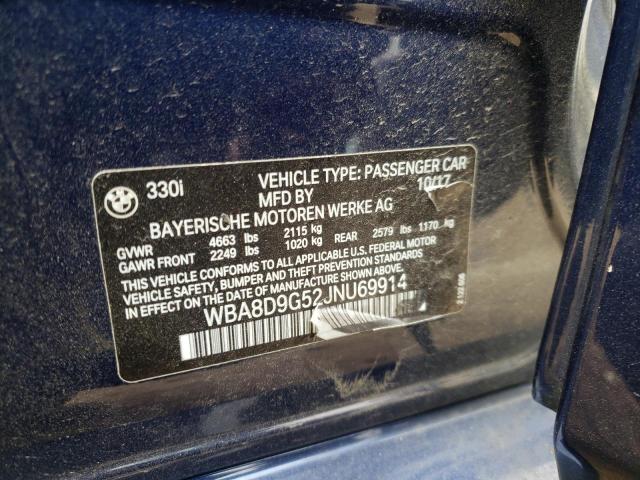 BMW
330i
VEHICLE TYPE: PASSENGER CAR
MFD BY 10/17
BAYERISCHE MOTOREN WERKE AG
GVWR 4663 lbs 2115 kg
GAWR FRONT 2249 lbs 1020 kg REAR 2579 lbs 1170 kg
THIS VEHICLE CONFORMS TO ALL APPLICABLE U.S. FEDERAL MOTOR
VEHICLE SAFETY, BUMPER AND THEFT PREVENTION STANDARDS
IN EFFECT ON THE DATE OF MANUFACTURE SHOWN ABOVE.
WBA8D9G52JNU69914